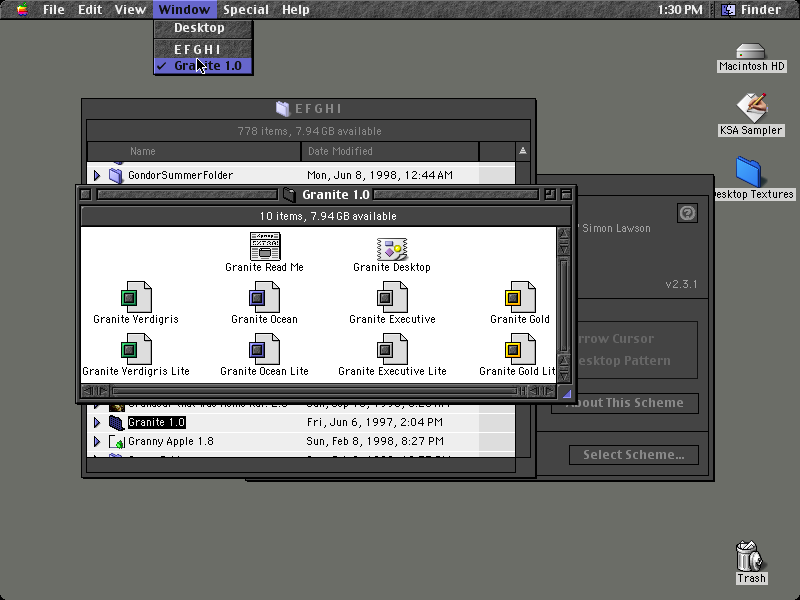 File Edit View Window Special Help 1:30 PM Finder
Desktop
E F G H I
✓ Granite 1.0
Macintosh HD
KSA Sampler
esktop Textures
E F G H I
778 items, 7.94 GB available
Name Date Modified
GondorSummerFolder Mon, Jun 8, 1998, 12:44 AM
Granite 1.0
10 items, 7.94 GB available
Granite Read Me Granite Desktop
Granite Verdigris Granite Ocean Granite Executive Granite Gold
Granite Verdigris Lite Granite Ocean Lite Granite Executive Lite Granite Gold Lit
Simon Lawson
v2.3.1
rrow Cursor
esktop Pattern
About This Scheme
Select Scheme...
Granite 1.0 Fri, Jun 6, 1997, 2:04 PM
Granny Apple 1.8 Sun, Feb 8, 1998, 8:27 PM
Trash